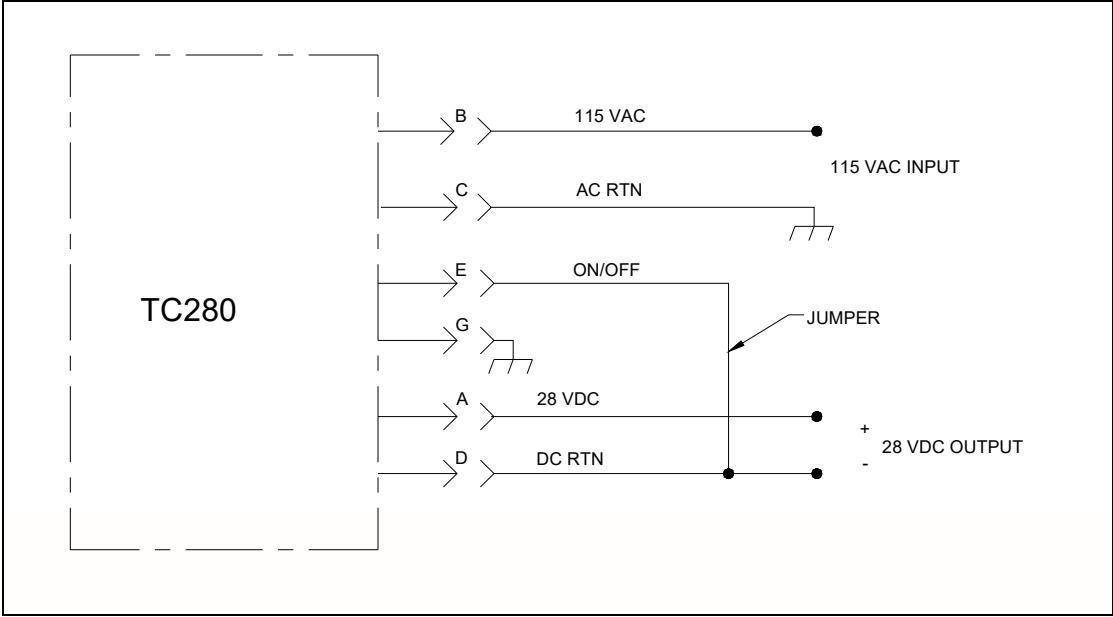 B 115 VAC
115 VAC INPUT
C AC RTN
E ON/OFF
TC280
G
JUMPER
A 28 VDC
+
28 VDC OUTPUT
-
D DC RTN